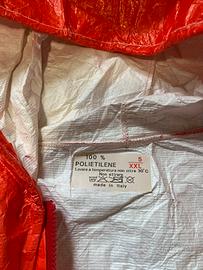 100 %
POLIETILENE
S
XXL
Lavare a temperatura non oltre 30°C
Non stirare
made in Italy